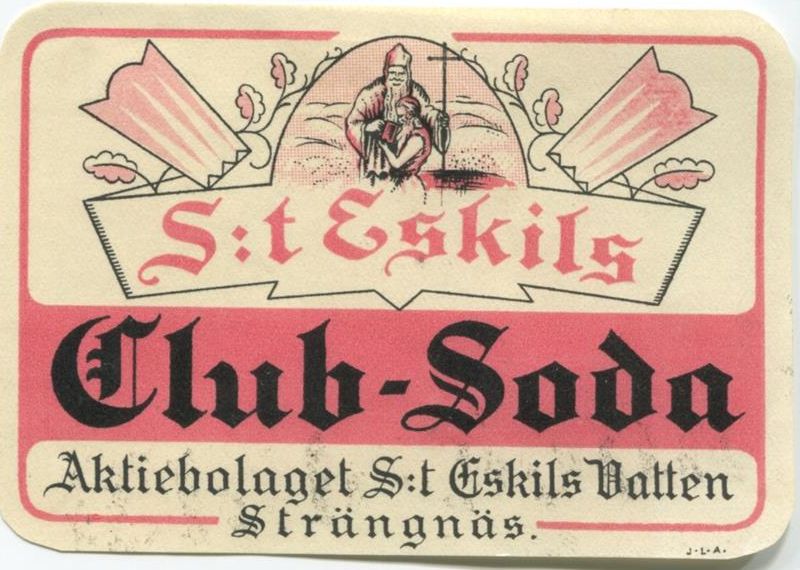 S:t Eskils
Club-Soda
Aktiebolaget S:t Eskils Vatten
Strängnäs.
J.L.A.